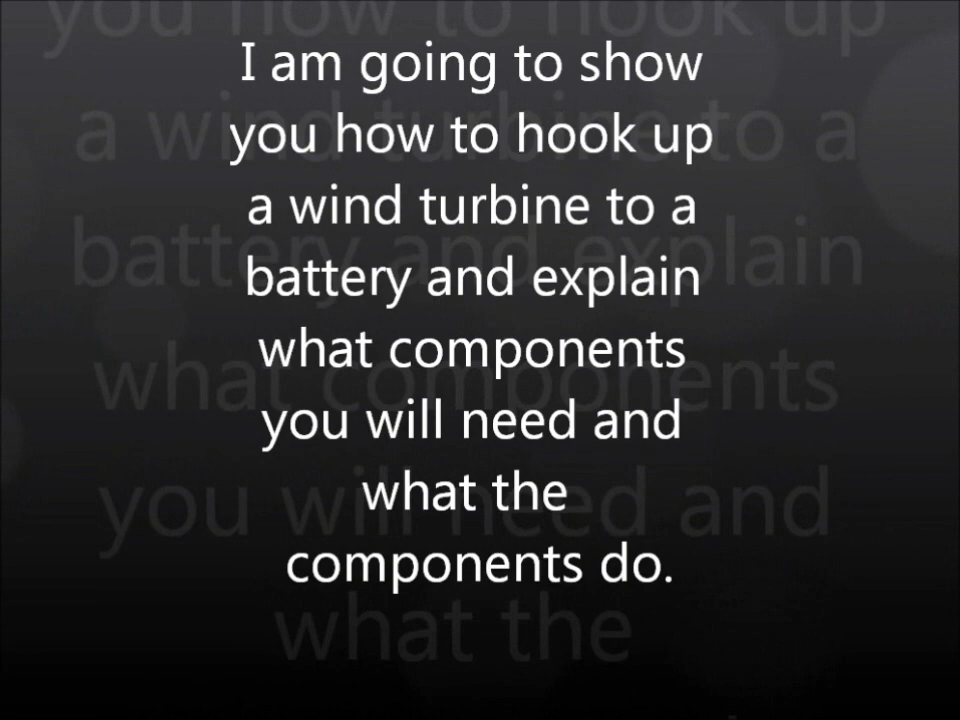 I am going to show
you how to hook up
a wind turbine to a
battery and explain
what components
you will need and
what the
components do.